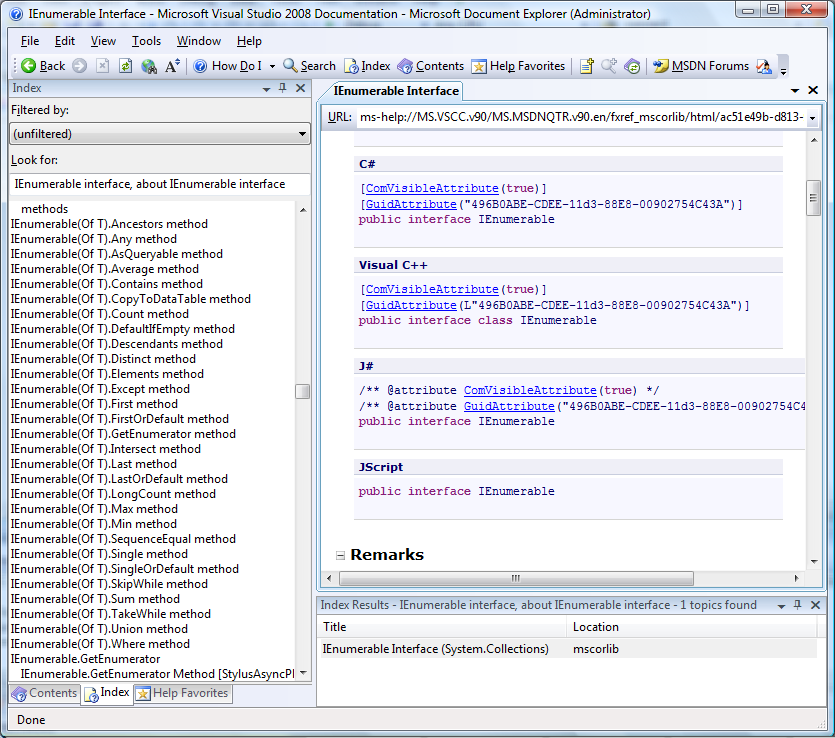 IEnumerable Interface - Microsoft Visual Studio 2008 Documentation - Microsoft Document Explorer (Administrator)
File Edit View Tools Window Help
Back How Do I Search Index Contents Help Favorites MSDN Forums
Index
Filtered by:
(unfiltered)
Look for:
IEnumerable interface, about IEnumerable interface
methods
IEnumerable(Of T).Ancestors method
IEnumerable(Of T).Any method
IEnumerable(Of T).AsQueryable method
IEnumerable(Of T).Average method
IEnumerable(Of T).Contains method
IEnumerable(Of T).CopyToDataTable method
IEnumerable(Of T).Count method
IEnumerable(Of T).DefaultIfEmpty method
IEnumerable(Of T).Descendants method
IEnumerable(Of T).Distinct method
IEnumerable(Of T).Elements method
IEnumerable(Of T).Except method
IEnumerable(Of T).First method
IEnumerable(Of T).FirstOrDefault method
IEnumerable(Of T).GetEnumerator method
IEnumerable(Of T).Intersect method
IEnumerable(Of T).Last method
IEnumerable(Of T).LastOrDefault method
IEnumerable(Of T).LongCount method
IEnumerable(Of T).Max method
IEnumerable(Of T).Min method
IEnumerable(Of T).SequenceEqual method
IEnumerable(Of T).Single method
IEnumerable(Of T).SingleOrDefault method
IEnumerable(Of T).SkipWhile method
IEnumerable(Of T).Sum method
IEnumerable(Of T).TakeWhile method
IEnumerable(Of T).Union method
IEnumerable(Of T).Where method
IEnumerable.GetEnumerator
IEnumerable.GetEnumerator Method [StylusAsyncPl
Contents Index Help Favorites
IEnumerable Interface
URL: ms-help://MS.VSCC.v90/MS.MSDNQTR.v90.en/fxref_mscorlib/html/ac51e49b-d813-
C#
[ComVisibleAttribute(true)]
[GuidAttribute("496B0ABE-CDEE-11d3-88E8-00902754C43A")]
public interface IEnumerable
Visual C++
[ComVisibleAttribute(true)]
[GuidAttribute(L"496B0ABE-CDEE-11d3-88E8-00902754C43A")]
public interface class IEnumerable
J#
/** @attribute ComVisibleAttribute(true) */
/** @attribute GuidAttribute("496B0ABE-CDEE-11d3-88E8-00902754C4
public interface IEnumerable
JScript
public interface IEnumerable
Remarks
Index Results - IEnumerable interface, about IEnumerable interface - 1 topics found
Title Location
IEnumerable Interface (System.Collections) mscorlib
Done